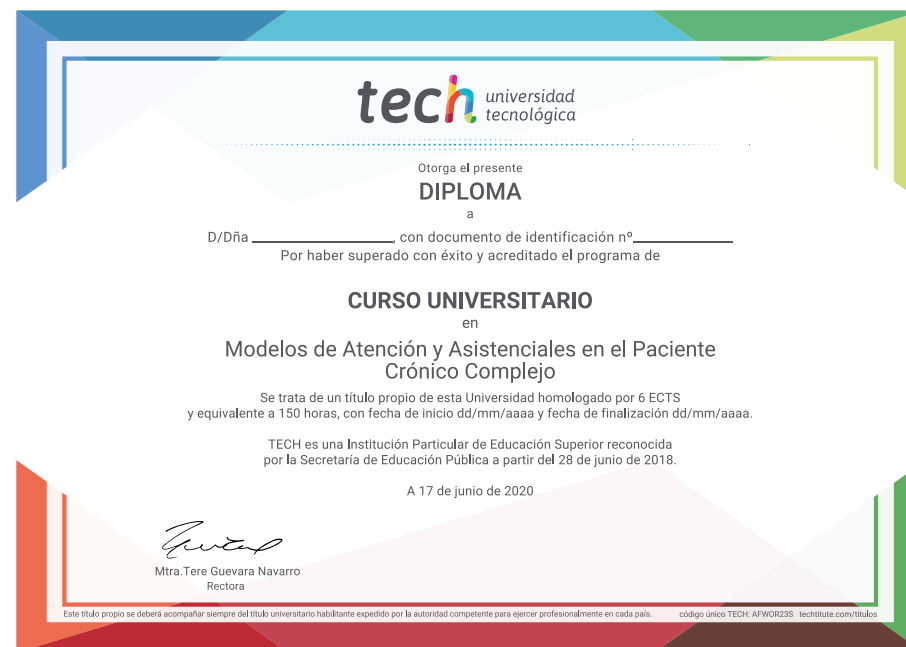 tech universidad
tecnológica
Otorga el presente
DIPLOMA
a
D/Dña ____________________, con documento de identificación nº______________
Por haber superado con éxito y acreditado el programa de
CURSO UNIVERSITARIO
en
Modelos de Atención y Asistenciales en el Paciente
Crónico Complejo
Se trata de un título propio de esta Universidad homologado por 6 ECTS
y equivalente a 150 horas, con fecha de inicio dd/mm/aaaa y fecha de finalización dd/mm/aaaa.
TECH es una Institución Particular de Educación Superior reconocida
por la Secretaría de Educación Pública a partir del 28 de junio de 2018.
A 17 de junio de 2020
Mtra.Tere Guevara Navarro
Rectora
Este título propio se deberá acompañar siempre del título universitario habilitante expedido por la autoridad competente para ejercer profesionalmente en cada país. código único TECH: AFWOR23S techtitute.com/títulos